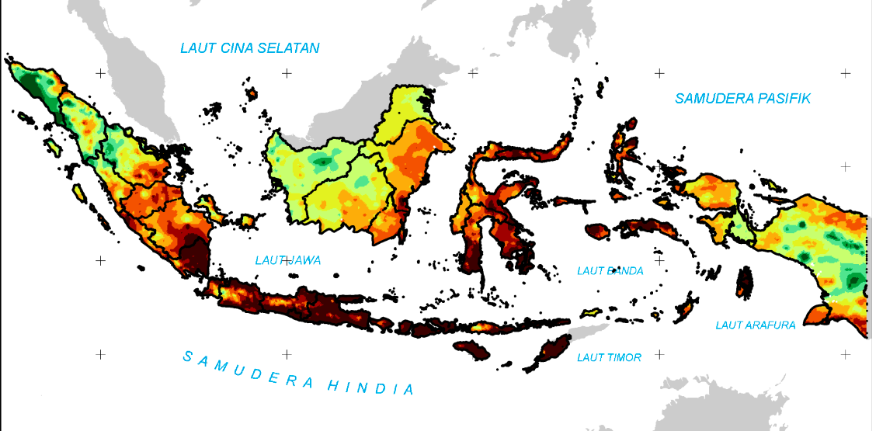 LAUT CINA SELATAN
SAMUDERA PASIFIK
LAUT JAWA
LAUT BANDA
LAUT ARAFURA
LAUT TIMOR
SAMUDERA HINDIA